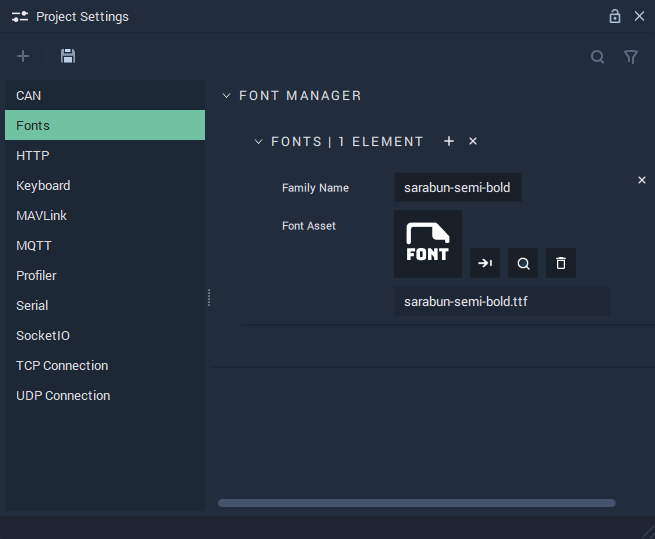 Project Settings
CAN
Fonts
HTTP
Keyboard
MAVLink
MQTT
Profiler
Serial
SocketIO
TCP Connection
UDP Connection
FONT MANAGER
FONTS | 1 ELEMENT
Family Name
sarabun-semi-bold
Font Asset
FONT
sarabun-semi-bold.ttf